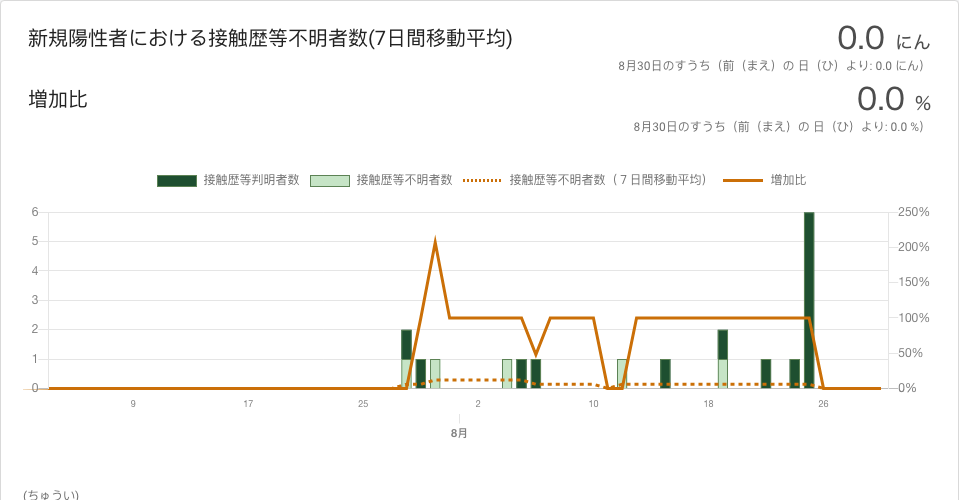 新規陽性者における接触歴等不明者数(7日間移動平均)
0.0 にん
8月30日のすうち（前（まえ）の 日（ひ）より: 0.0 にん）
増加比
0.0 %
8月30日のすうち（前（まえ）の 日（ひ）より: 0.0 %）
接触歴等判明者数 接触歴等不明者数 接触歴等不明者数（７日間移動平均） 増加比
6 250%
5 200%
4 150%
3 100%
2 50%
1 0%
0
9 17 25 2 10 18 26
8月
(ちゅうい)